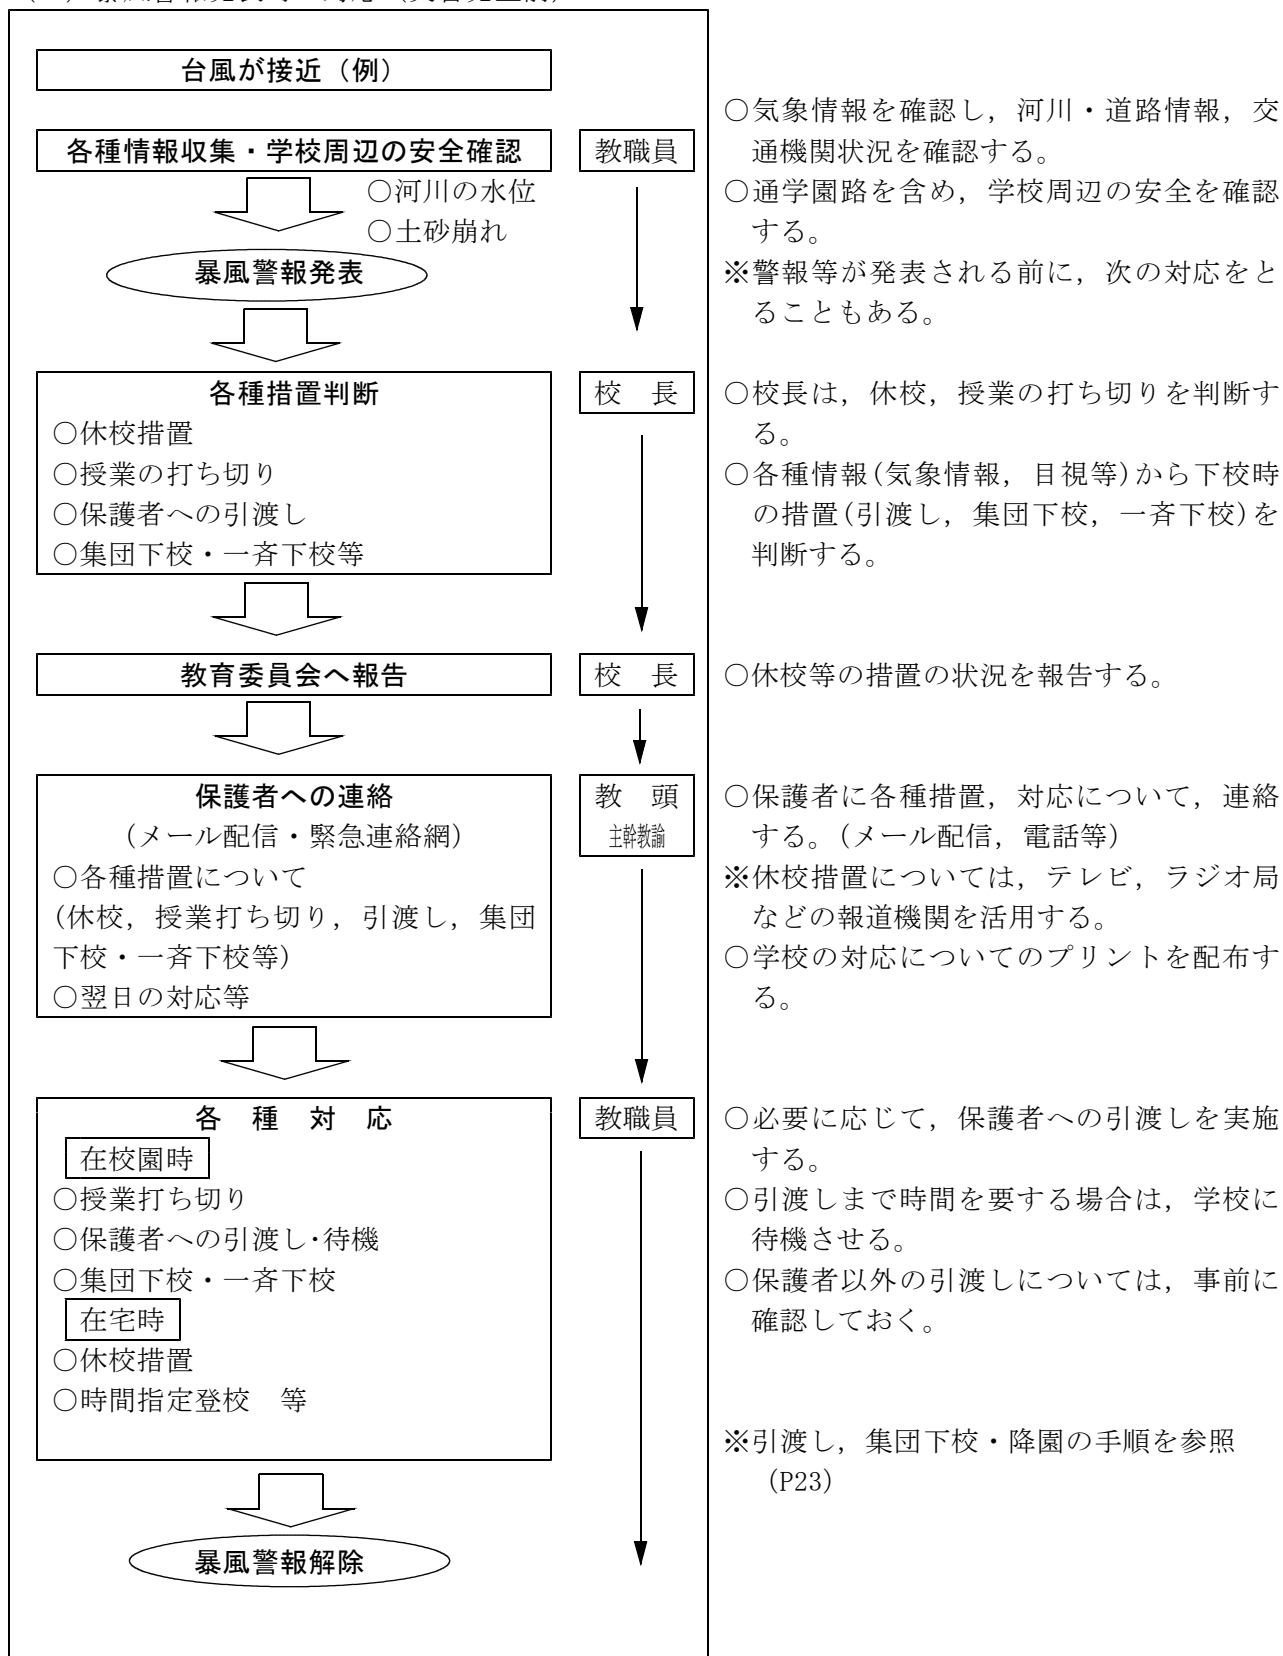 台風が接近（例）
各種情報収集・学校周辺の安全確認
教職員
○河川の水位
○土砂崩れ
暴風警報発表
○気象情報を確認し，河川・道路情報，交
通機関状況を確認する。
○通学園路を含め，学校周辺の安全を確認
する。
※警報等が発表される前に，次の対応をと
ることもある。
各種措置判断
○休校措置
○授業の打ち切り
○保護者への引渡し
○集団下校・一斉下校等
校　長
○校長は，休校，授業の打ち切りを判断す
る。
○各種情報(気象情報，目視等)から下校時
の措置(引渡し，集団下校，一斉下校)を
判断する。
教育委員会へ報告
校　長
○休校等の措置の状況を報告する。
保護者への連絡
（メール配信・緊急連絡網）
○各種措置について
(休校，授業打ち切り，引渡し，集団
下校・一斉下校等)
○翌日の対応等
教　頭
主幹教諭
○保護者に各種措置，対応について，連絡
する。(メール配信，電話等)
※休校措置については，テレビ，ラジオ局
などの報道機関を活用する。
○学校の対応についてのプリントを配布す
る。
各　種　対　応
在校園時
○授業打ち切り
○保護者への引渡し･待機
○集団下校・一斉下校
在宅時
○休校措置
○時間指定登校　等
教職員
○必要に応じて，保護者への引渡しを実施
する。
○引渡しまで時間を要する場合は，学校に
待機させる。
○保護者以外の引渡しについては，事前に
確認しておく。
※引渡し，集団下校・降園の手順を参照
(P23)
暴風警報解除